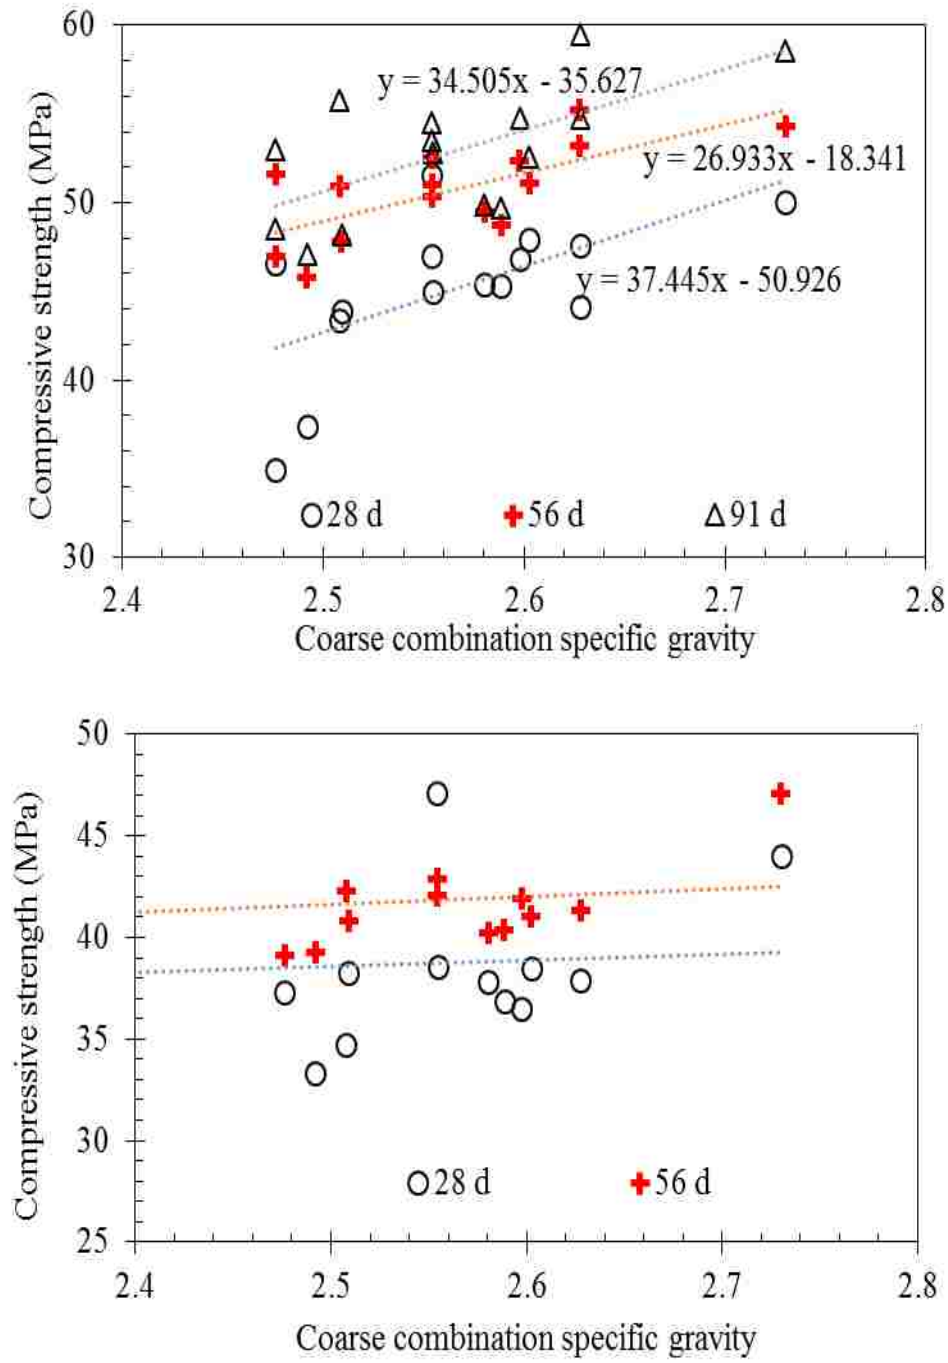 60
50
40
30
Compressive strength (MPa)
y = 34.505x - 35.627
y = 26.933x - 18.341
y = 37.445x - 50.926
28 d 56 d 91 d
2.4 2.5 2.6 2.7 2.8
Coarse combination specific gravity
50
45
40
35
30
25
Compressive strength (MPa)
28 d 56 d
2.4 2.5 2.6 2.7 2.8
Coarse combination specific gravity